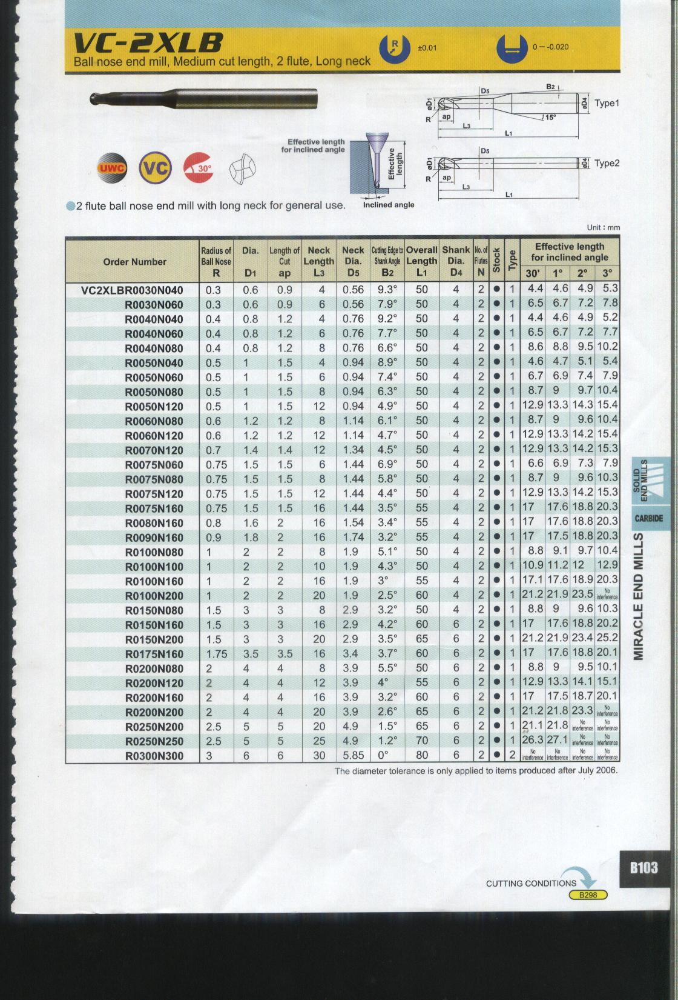 VC-2XLB
Ball nose end mill, Medium cut length, 2 flute, Long neck
R ±0.01
0 – -0.020
D5 B2
øD1 øD4 Type1
R ap 15°
L3
L1
Effective length
for inclined angle
Effective
length
Inclined angle
D5
øD1 øD4 Type2
R ap
L3
L1
UWC VC 30°
2 flute ball nose end mill with long neck for general use.
Unit : mm
Order Number Radius of Ball Nose R Dia. D1 Length of Cut ap Neck Length L3 Neck Dia. D5 Cutting Edge to Shank Angle B2 Overall Length L1 Shank Dia. D4 No. of Flutes N Stock Type Effective length for inclined angle 30' 1° 2° 3°
VC2XLBR0030N040 0.3 0.6 0.9 4 0.56 9.3° 50 4 2 ● 1 4.4 4.6 4.9 5.3
R0030N060 0.3 0.6 0.9 6 0.56 7.9° 50 4 2 ● 1 6.5 6.7 7.2 7.8
R0040N040 0.4 0.8 1.2 4 0.76 9.2° 50 4 2 ● 1 4.4 4.6 4.9 5.2
R0040N060 0.4 0.8 1.2 6 0.76 7.7° 50 4 2 ● 1 6.5 6.7 7.2 7.7
R0040N080 0.4 0.8 1.2 8 0.76 6.6° 50 4 2 ● 1 8.6 8.8 9.5 10.2
R0050N040 0.5 1 1.5 4 0.94 8.9° 50 4 2 ● 1 4.6 4.7 5.1 5.4
R0050N060 0.5 1 1.5 6 0.94 7.4° 50 4 2 ● 1 6.7 6.9 7.4 7.9
R0050N080 0.5 1 1.5 8 0.94 6.3° 50 4 2 ● 1 8.7 9 9.7 10.4
R0050N120 0.5 1 1.5 12 0.94 4.9° 50 4 2 ● 1 12.9 13.3 14.3 15.4
R0060N080 0.6 1.2 1.2 8 1.14 6.1° 50 4 2 ● 1 8.7 9 9.6 10.4
R0060N120 0.6 1.2 1.2 12 1.14 4.7° 50 4 2 ● 1 12.9 13.3 14.2 15.4
R0070N120 0.7 1.4 1.4 12 1.34 4.5° 50 4 2 ● 1 12.9 13.3 14.2 15.3
R0075N060 0.75 1.5 1.5 6 1.44 6.9° 50 4 2 ● 1 6.6 6.9 7.3 7.9
R0075N080 0.75 1.5 1.5 8 1.44 5.8° 50 4 2 ● 1 8.7 9 9.6 10.3
R0075N120 0.75 1.5 1.5 12 1.44 4.4° 50 4 2 ● 1 12.9 13.3 14.2 15.3
R0075N160 0.75 1.5 1.5 16 1.44 3.5° 55 4 2 ● 1 17 17.6 18.8 20.3
R0080N160 0.8 1.6 2 16 1.54 3.4° 55 4 2 ● 1 17 17.6 18.8 20.3
R0090N160 0.9 1.8 2 16 1.74 3.2° 55 4 2 ● 1 17 17.5 18.8 20.3
R0100N080 1 2 2 8 1.9 5.1° 50 4 2 ● 1 8.8 9.1 9.7 10.4
R0100N100 1 2 2 10 1.9 4.3° 50 4 2 ● 1 10.9 11.2 12 12.9
R0100N160 1 2 2 16 1.9 3° 55 4 2 ● 1 17.1 17.6 18.9 20.3
R0100N200 1 2 2 20 1.9 2.5° 60 4 2 ● 1 21.2 21.9 23.5 No interference
R0150N080 1.5 3 3 8 2.9 3.2° 50 4 2 ● 1 8.8 9 9.6 10.3
R0150N160 1.5 3 3 16 2.9 4.2° 60 6 2 ● 1 17 17.6 18.8 20.2
R0150N200 1.5 3 3 20 2.9 3.5° 65 6 2 ● 1 21.2 21.9 23.4 25.2
R0175N160 1.75 3.5 3.5 16 3.4 3.7° 60 6 2 ● 1 17 17.6 18.8 20.1
R0200N080 2 4 4 8 3.9 5.5° 50 6 2 ● 1 8.8 9 9.5 10.1
R0200N120 2 4 4 12 3.9 4° 55 6 2 ● 1 12.9 13.3 14.1 15.1
R0200N160 2 4 4 16 3.9 3.2° 60 6 2 ● 1 17 17.5 18.7 20.1
R0200N200 2 4 4 20 3.9 2.6° 65 6 2 ● 1 21.2 21.8 23.3 No interference
R0250N200 2.5 5 5 20 4.9 1.5° 65 6 2 ● 1 21.1 21.8 No interference No interference
R0250N250 2.5 5 5 25 4.9 1.2° 70 6 2 ● 1 26.3 27.1 No interference No interference
R0300N300 3 6 6 30 5.85 0° 80 6 2 ● 2 No interference No interference No interference No interference
The diameter tolerance is only applied to items produced after July 2006.
SOLID
END MILLS
CARBIDE
MIRACLE END MILLS
B103
CUTTING CONDITIONS
B298